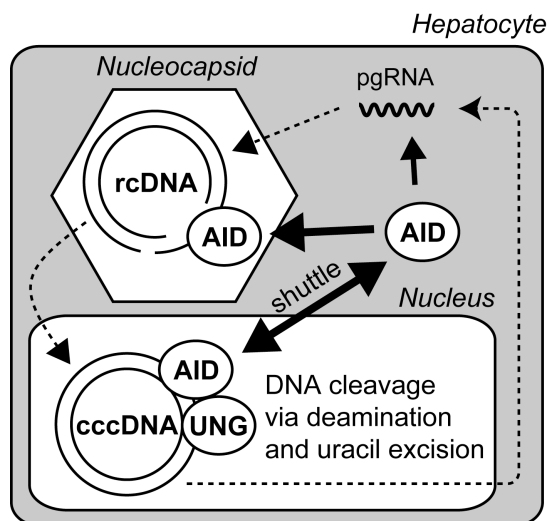 Hepatocyte
Nucleocapsid
pgRNA
rcDNA
AID
AID
shuttle
Nucleus
AID
cccDNA
UNG
DNA cleavage
via deamination
and uracil excision